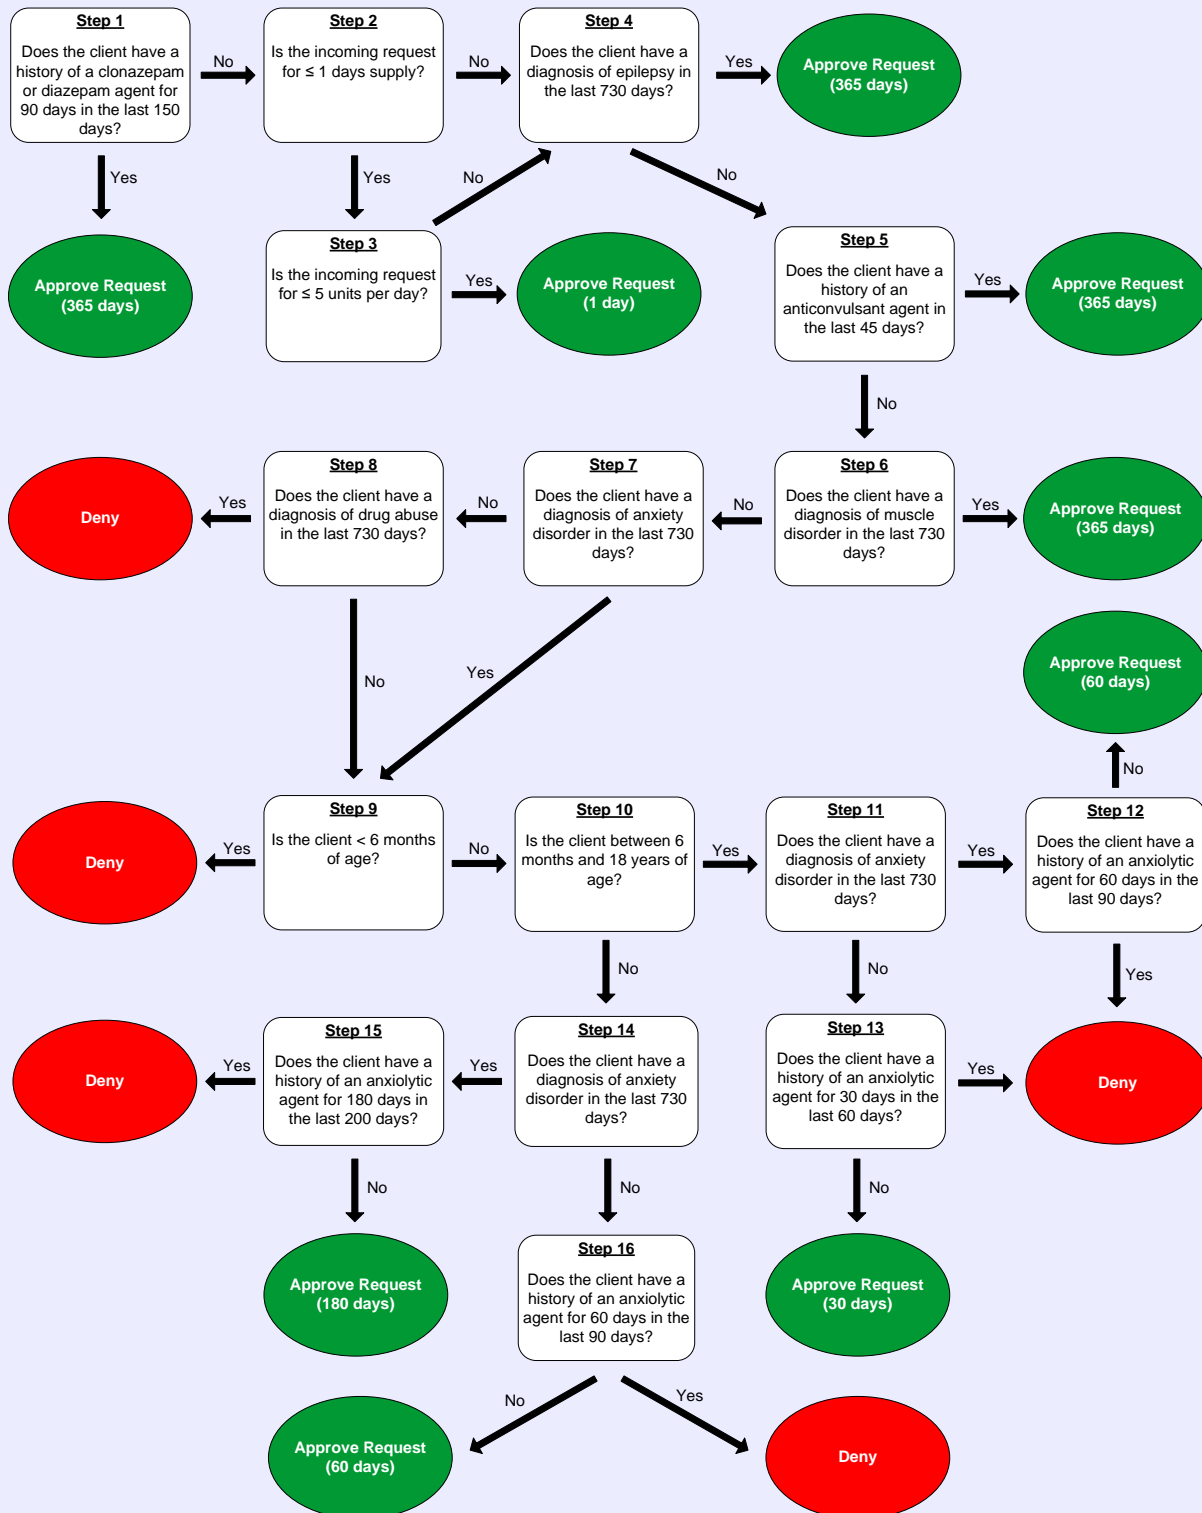 Step 1
Does the client have a
history of a clonazepam
or diazepam agent for
90 days in the last 150
days?
No
Step 2
Is the incoming request
for ≤ 1 days supply?
No
Step 4
Does the client have a
diagnosis of epilepsy in
the last 730 days?
Yes
Approve Request
(365 days)
Yes
Yes
No
No
Approve Request
(365 days)
Step 3
Is the incoming request
for ≤ 5 units per day?
Yes
Approve Request
(1 day)
Step 5
Does the client have a
history of an
anticonvulsant agent in
the last 45 days?
Yes
Approve Request
(365 days)
No
Deny
Yes
Step 8
Does the client have a
diagnosis of drug abuse
in the last 730 days?
No
Step 7
Does the client have a
diagnosis of anxiety
disorder in the last 730
days?
No
Step 6
Does the client have a
diagnosis of muscle
disorder in the last 730
days?
Yes
Approve Request
(365 days)
No
Yes
Approve Request
(60 days)
No
Deny
Yes
Step 9
Is the client < 6 months
of age?
No
Step 10
Is the client between 6
months and 18 years of
age?
Yes
Step 11
Does the client have a
diagnosis of anxiety
disorder in the last 730
days?
Yes
Step 12
Does the client have a
history of an anxiolytic
agent for 60 days in the
last 90 days?
No
No
Yes
Deny
Yes
Step 15
Does the client have a
history of an anxiolytic
agent for 180 days in
the last 200 days?
Yes
Step 14
Does the client have a
diagnosis of anxiety
disorder in the last 730
days?
Step 13
Does the client have a
history of an anxiolytic
agent for 30 days in the
last 60 days?
Yes
Deny
No
No
No
Approve Request
(180 days)
Step 16
Does the client have a
history of an anxiolytic
agent for 60 days in the
last 90 days?
Approve Request
(30 days)
No
Yes
Approve Request
(60 days)
Deny